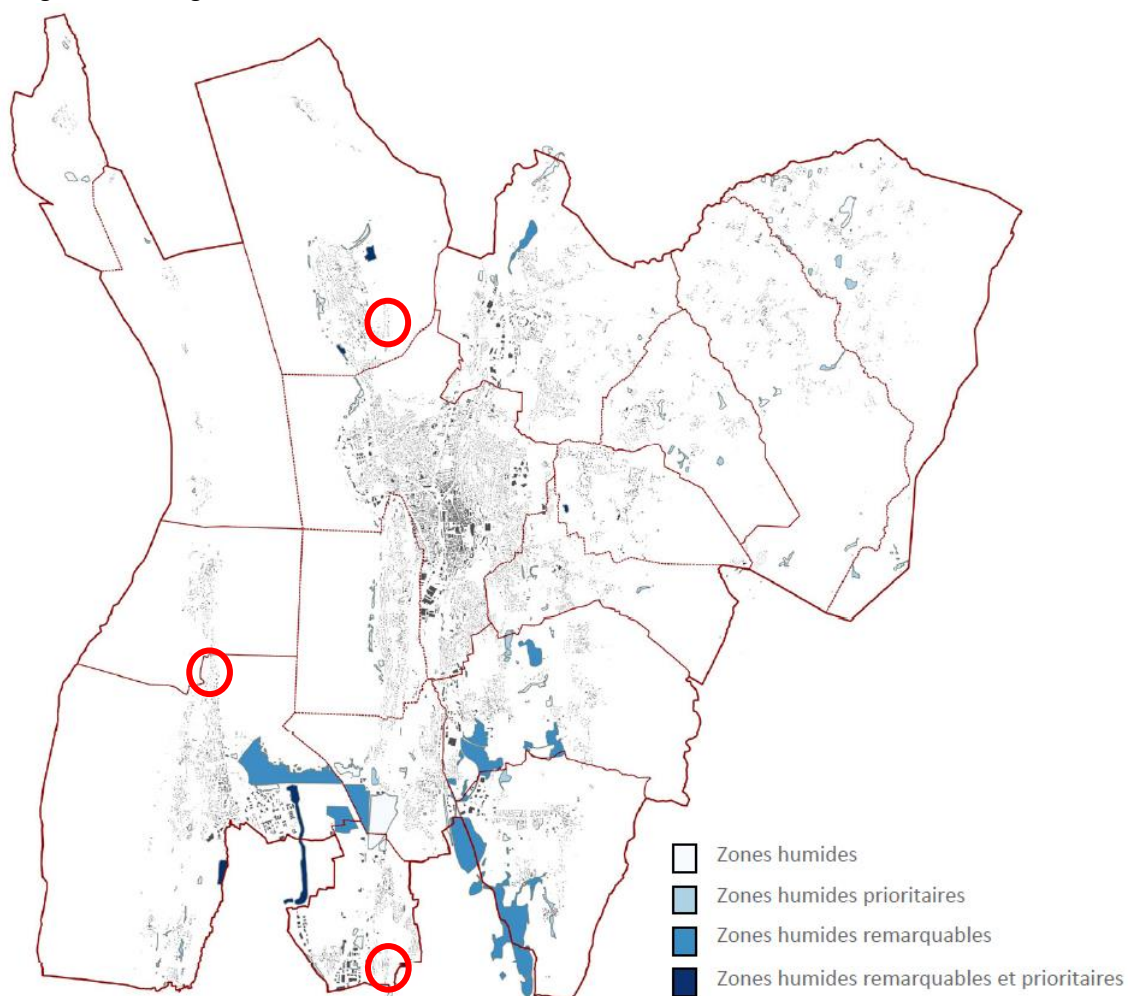 Zones humides
Zones humides prioritaires
Zones humides remarquables
Zones humides remarquables et prioritaires